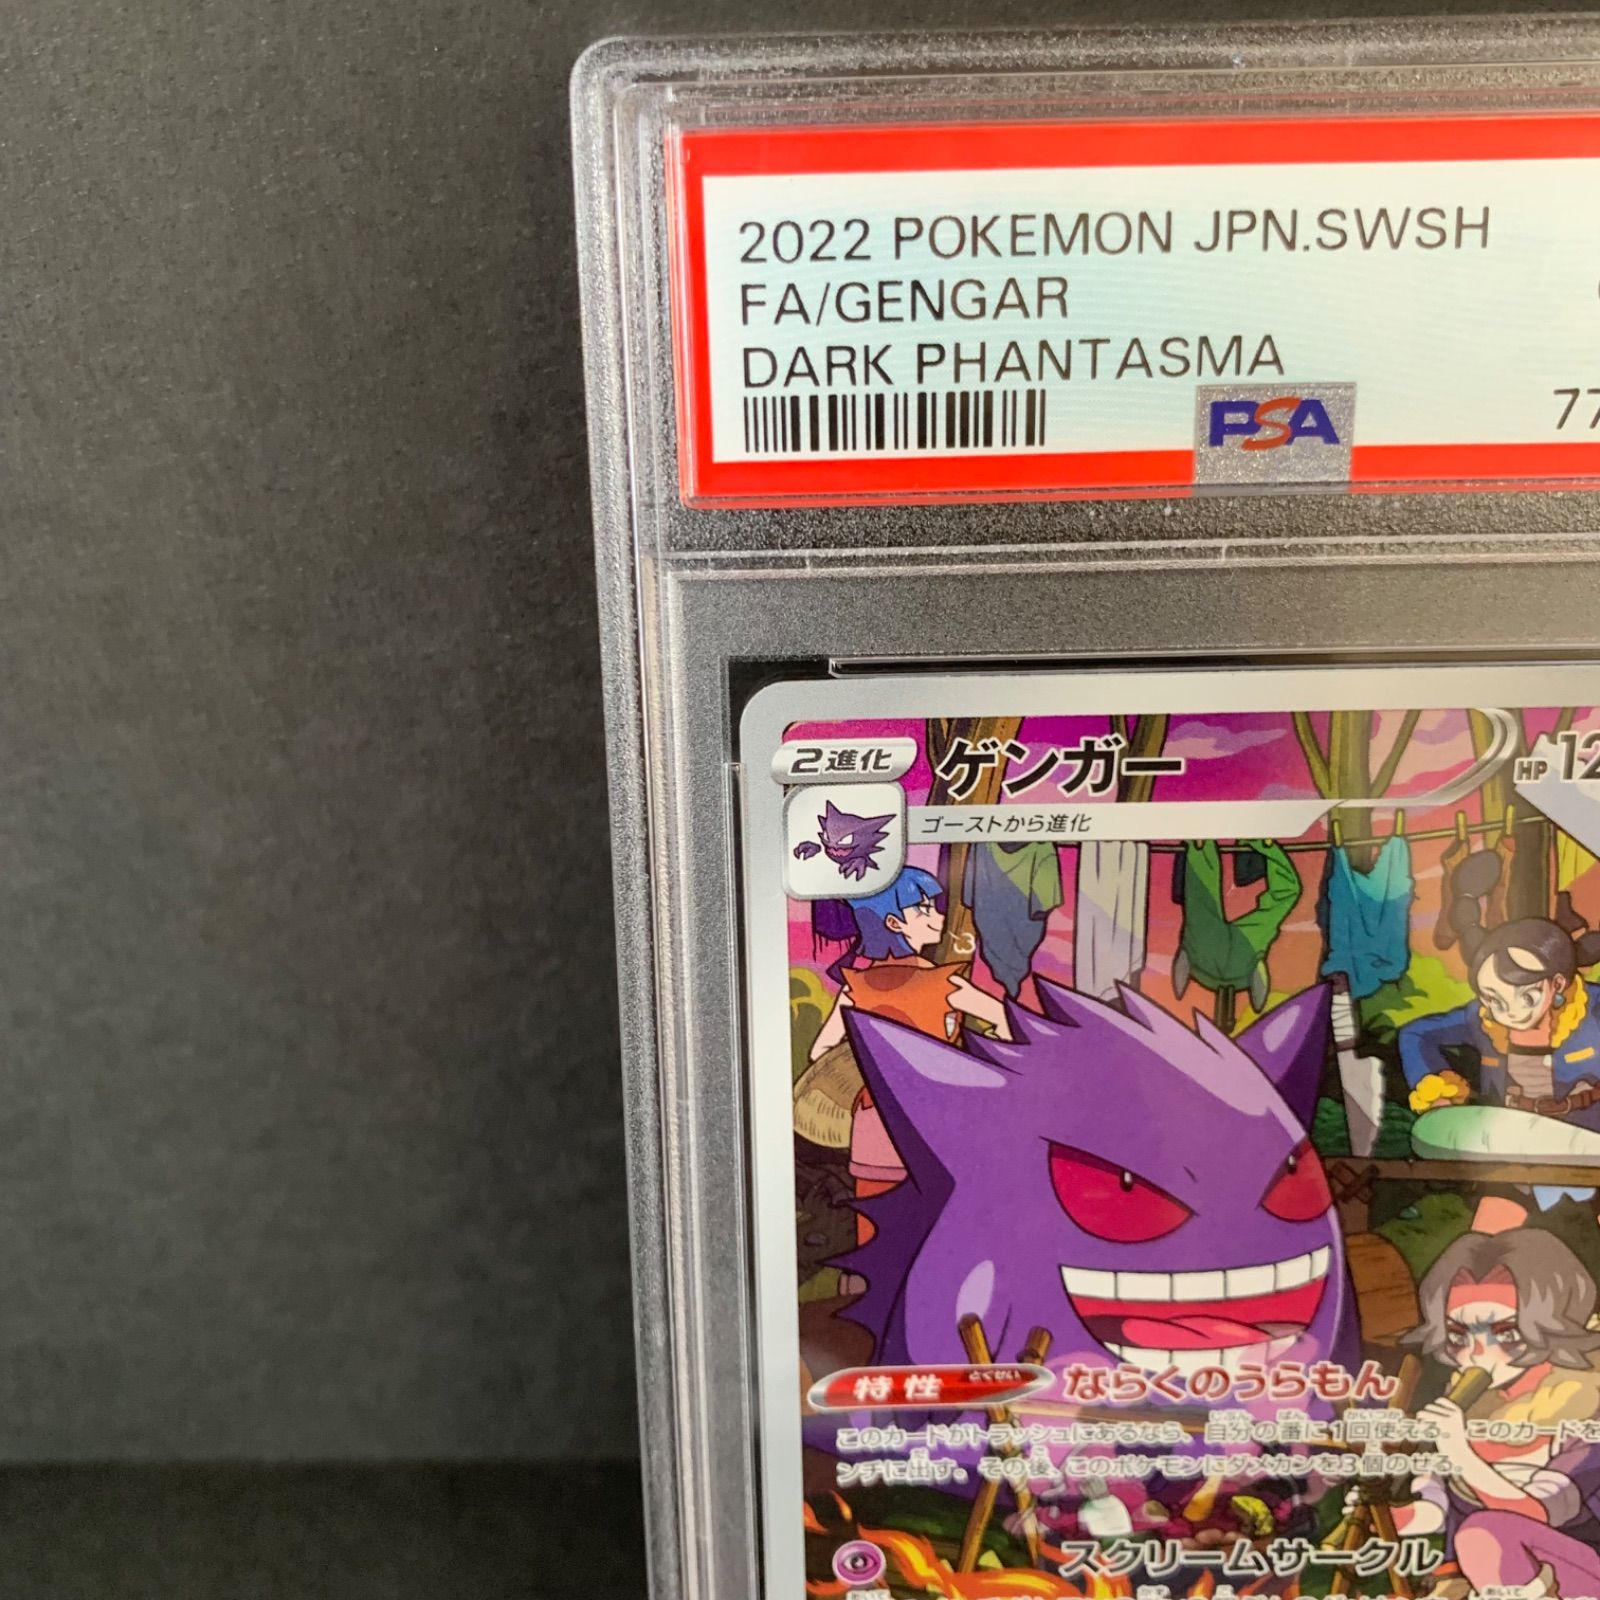 2022 POKEMON JPN.SWSH
FA/GENGAR
DARK PHANTASMA
PSA
77
2進化
ゲンガー
HP 12
ゴーストから進化
特性
ならくのうらもん
このカードがトラッシュにあるなら、自分の番に1回使える。このカードを
ンチに出す。その後、このポケモンにダメカンを3個のせる。
スクリームサークル